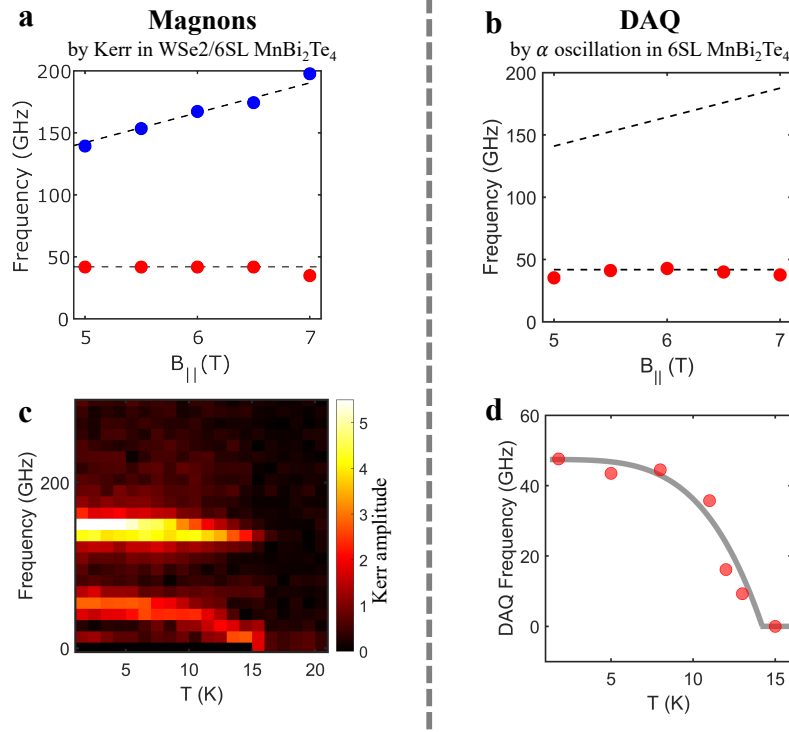 a
Magnons
by Kerr in WSe2/6SL MnBi₂Te₄
200
150
100
50
0
Frequency (GHz)
5
6
7
B|| (T)
b
DAQ
by α oscillation in 6SL MnBi₂Te₄
200
150
100
50
0
Frequency (GHz)
5
6
7
B|| (T)
c
200
0
Frequency (GHz)
5
10
15
20
T (K)
5
4
3
2
1
0
Kerr amplitude
d
60
40
20
0
DAQ Frequency (GHz)
5
10
15
T (K)